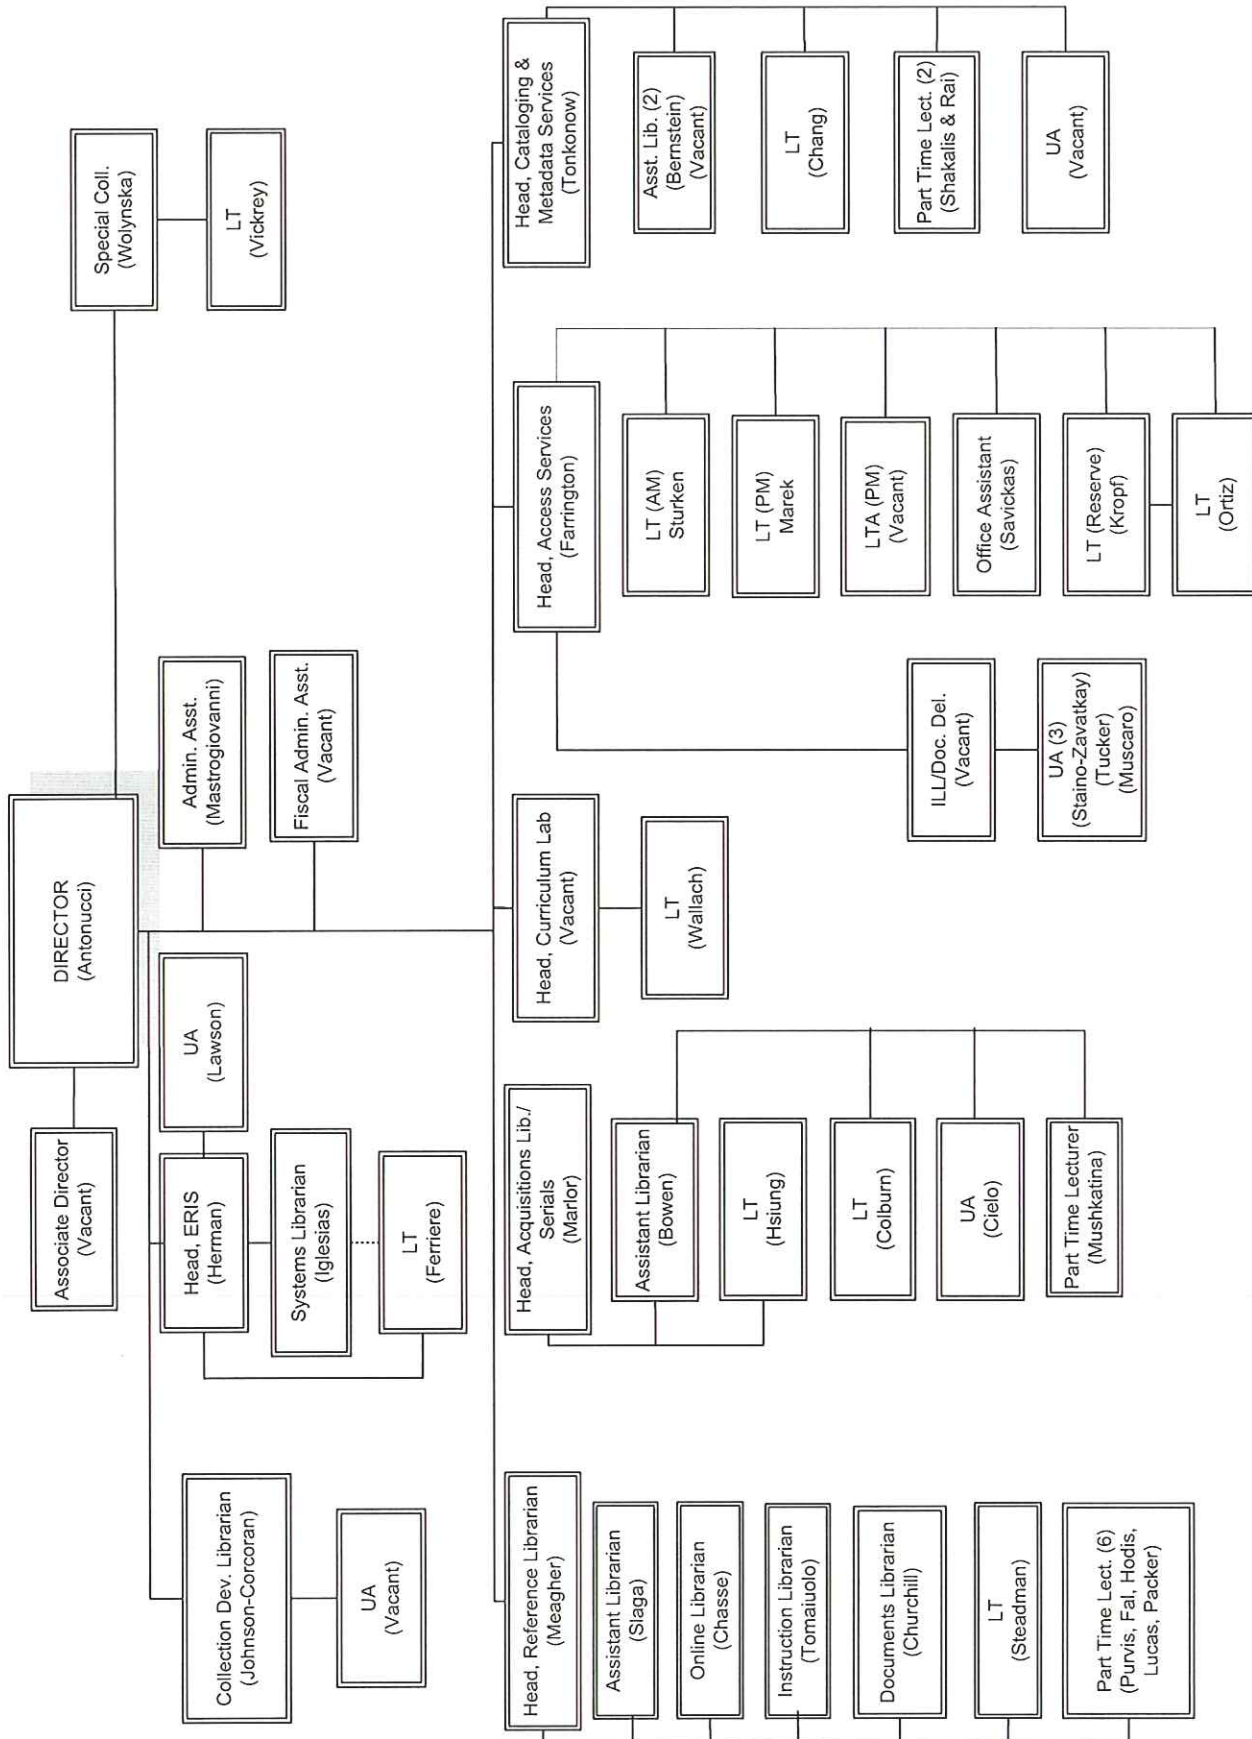 DIRECTOR
(Antonucci)
Associate Director
(Vacant)
Special Coll.
(Wolynska)
LT
(Vickrey)
Admin. Asst.
(Mastrogiovanni)
Fiscal Admin. Asst.
(Vacant)
Collection Dev. Librarian
(Johnson-Corcoran)
UA
(Vacant)
Head, ERIS
(Herman)
UA
(Lawson)
Systems Librarian
(Iglesias)
LT
(Ferriere)
Head, Reference Librarian
(Meagher)
Assistant Librarian
(Slaga)
Online Librarian
(Chasse)
Instruction Librarian
(Tomaiuolo)
Documents Librarian
(Churchill)
LT
(Steadman)
Part Time Lect. (6)
(Purvis, Fal, Hodis,
Lucas, Packer)
Head, Acquisitions Lib./
Serials
(Marlor)
Assistant Librarian
(Bowen)
LT
(Hsiung)
LT
(Colburn)
UA
(Cielo)
Part Time Lecturer
(Mushkatina)
Head, Curriculum Lab
(Vacant)
LT
(Wallach)
Head, Access Services
(Farrington)
LT (AM)
Sturken
LT (PM)
Marek
LTA (PM)
(Vacant)
Office Assistant
(Savickas)
LT (Reserve)
(Kropf)
LT
(Ortiz)
ILL/Doc. Del.
(Vacant)
UA (3)
(Staino-Zavatkay)
(Tucker)
(Muscaro)
Head, Cataloging &
Metadata Services
(Tonkonow)
Asst. Lib. (2)
(Bernstein)
(Vacant)
LT
(Chang)
Part Time Lect. (2)
(Shakalis & Rai)
UA
(Vacant)